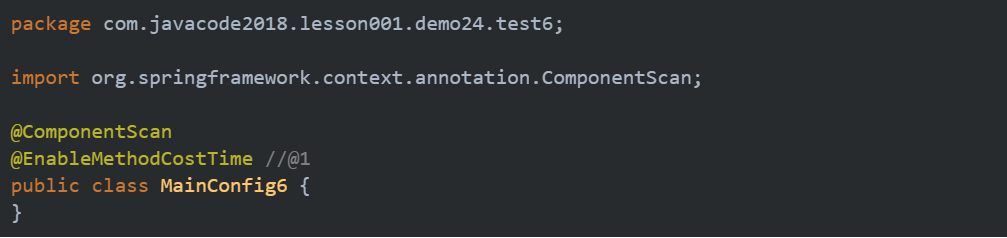 package com.javacode2018.lesson001.demo24.test6;
import org.springframework.context.annotation.ComponentScan;
@ComponentScan
@EnableMethodCostTime //@1
public class MainConfig6 {
}